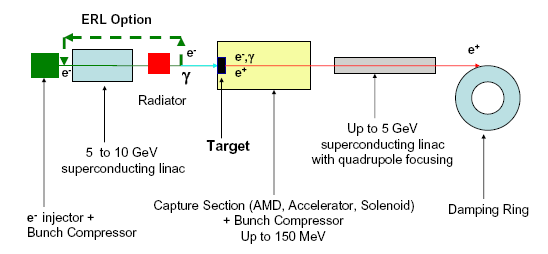 ERL Option
e-
e-
γ
Radiator
e-,γ
e+
e+
Target
5 to 10 GeV
superconducting linac
Up to 5 GeV
superconducting linac
with quadrupole focusing
e- injector +
Bunch Compressor
Capture Section (AMD, Accelerator, Solenoid)
+ Bunch Compressor
Up to 150 MeV
Damping Ring